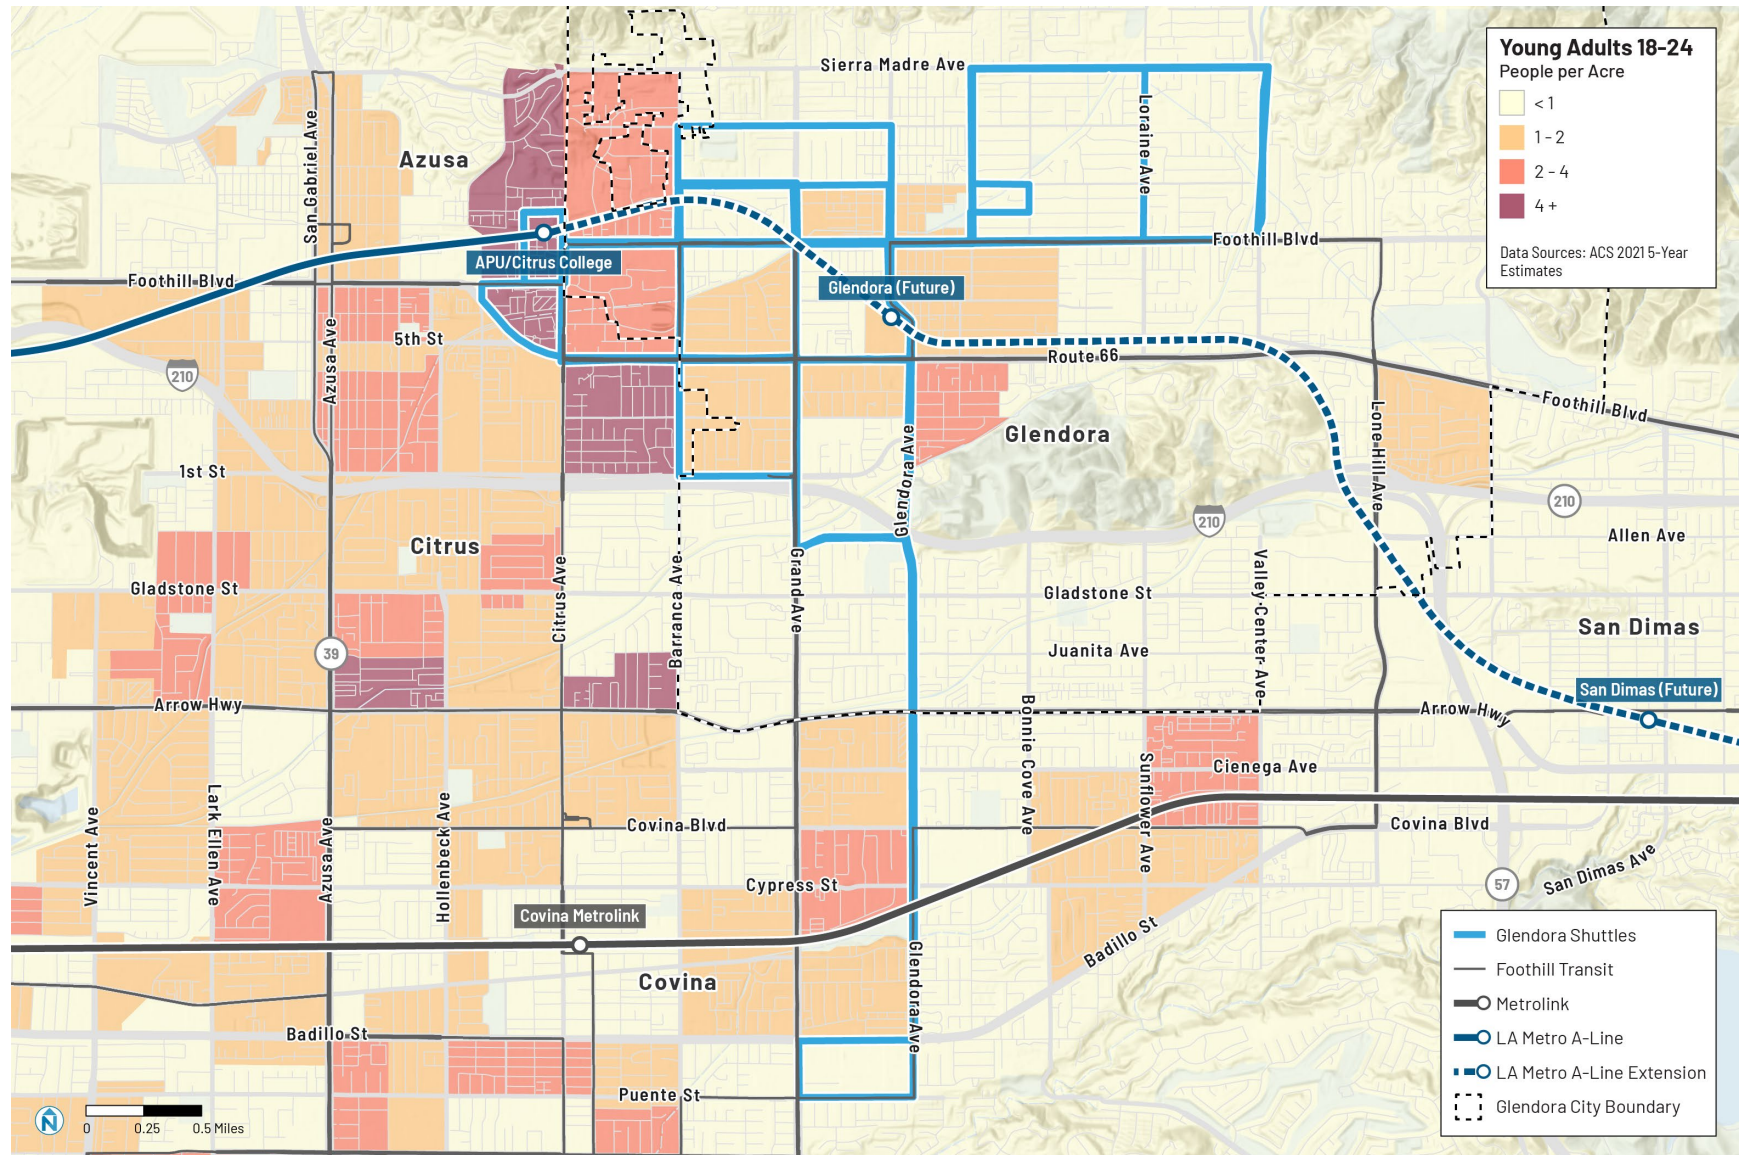 Sierra Madre Ave
Young Adults 18-24
People per Acre
< 1
1 - 2
2 - 4
4 +
Data Sources: ACS 2021 5-Year
Estimates
Loraine Ave
San Gabriel Ave
Azusa
Foothill Blvd
APU/Citrus College
Foothill Blvd
Glendora (Future)
Azusa Ave
5th St
Route 66
210
Foothill Blvd
Lone Hill Ave
Glendora
Glendora Ave
1st St
210
210
Allen Ave
Citrus
Citrus Ave
Barranca Ave
Grand Ave
Valley Center Ave
Gladstone St
Gladstone St
San Dimas
39
Juanita Ave
San Dimas (Future)
Arrow Hwy
Arrow Hwy
Bonnie Cove Ave
Sunflower Ave
Cienega Ave
Vincent Ave
Lark Ellen Ave
Azusa Ave
Hollenbeck Ave
Covina Blvd
Covina Blvd
Cypress St
57
San Dimas Ave
Covina Metrolink
Badillo St
Glendora Ave
Covina
Badillo St
Puente St
Glendora Shuttles
Foothill Transit
Metrolink
LA Metro A-Line
LA Metro A-Line Extension
Glendora City Boundary
N
0 0.25 0.5 Miles